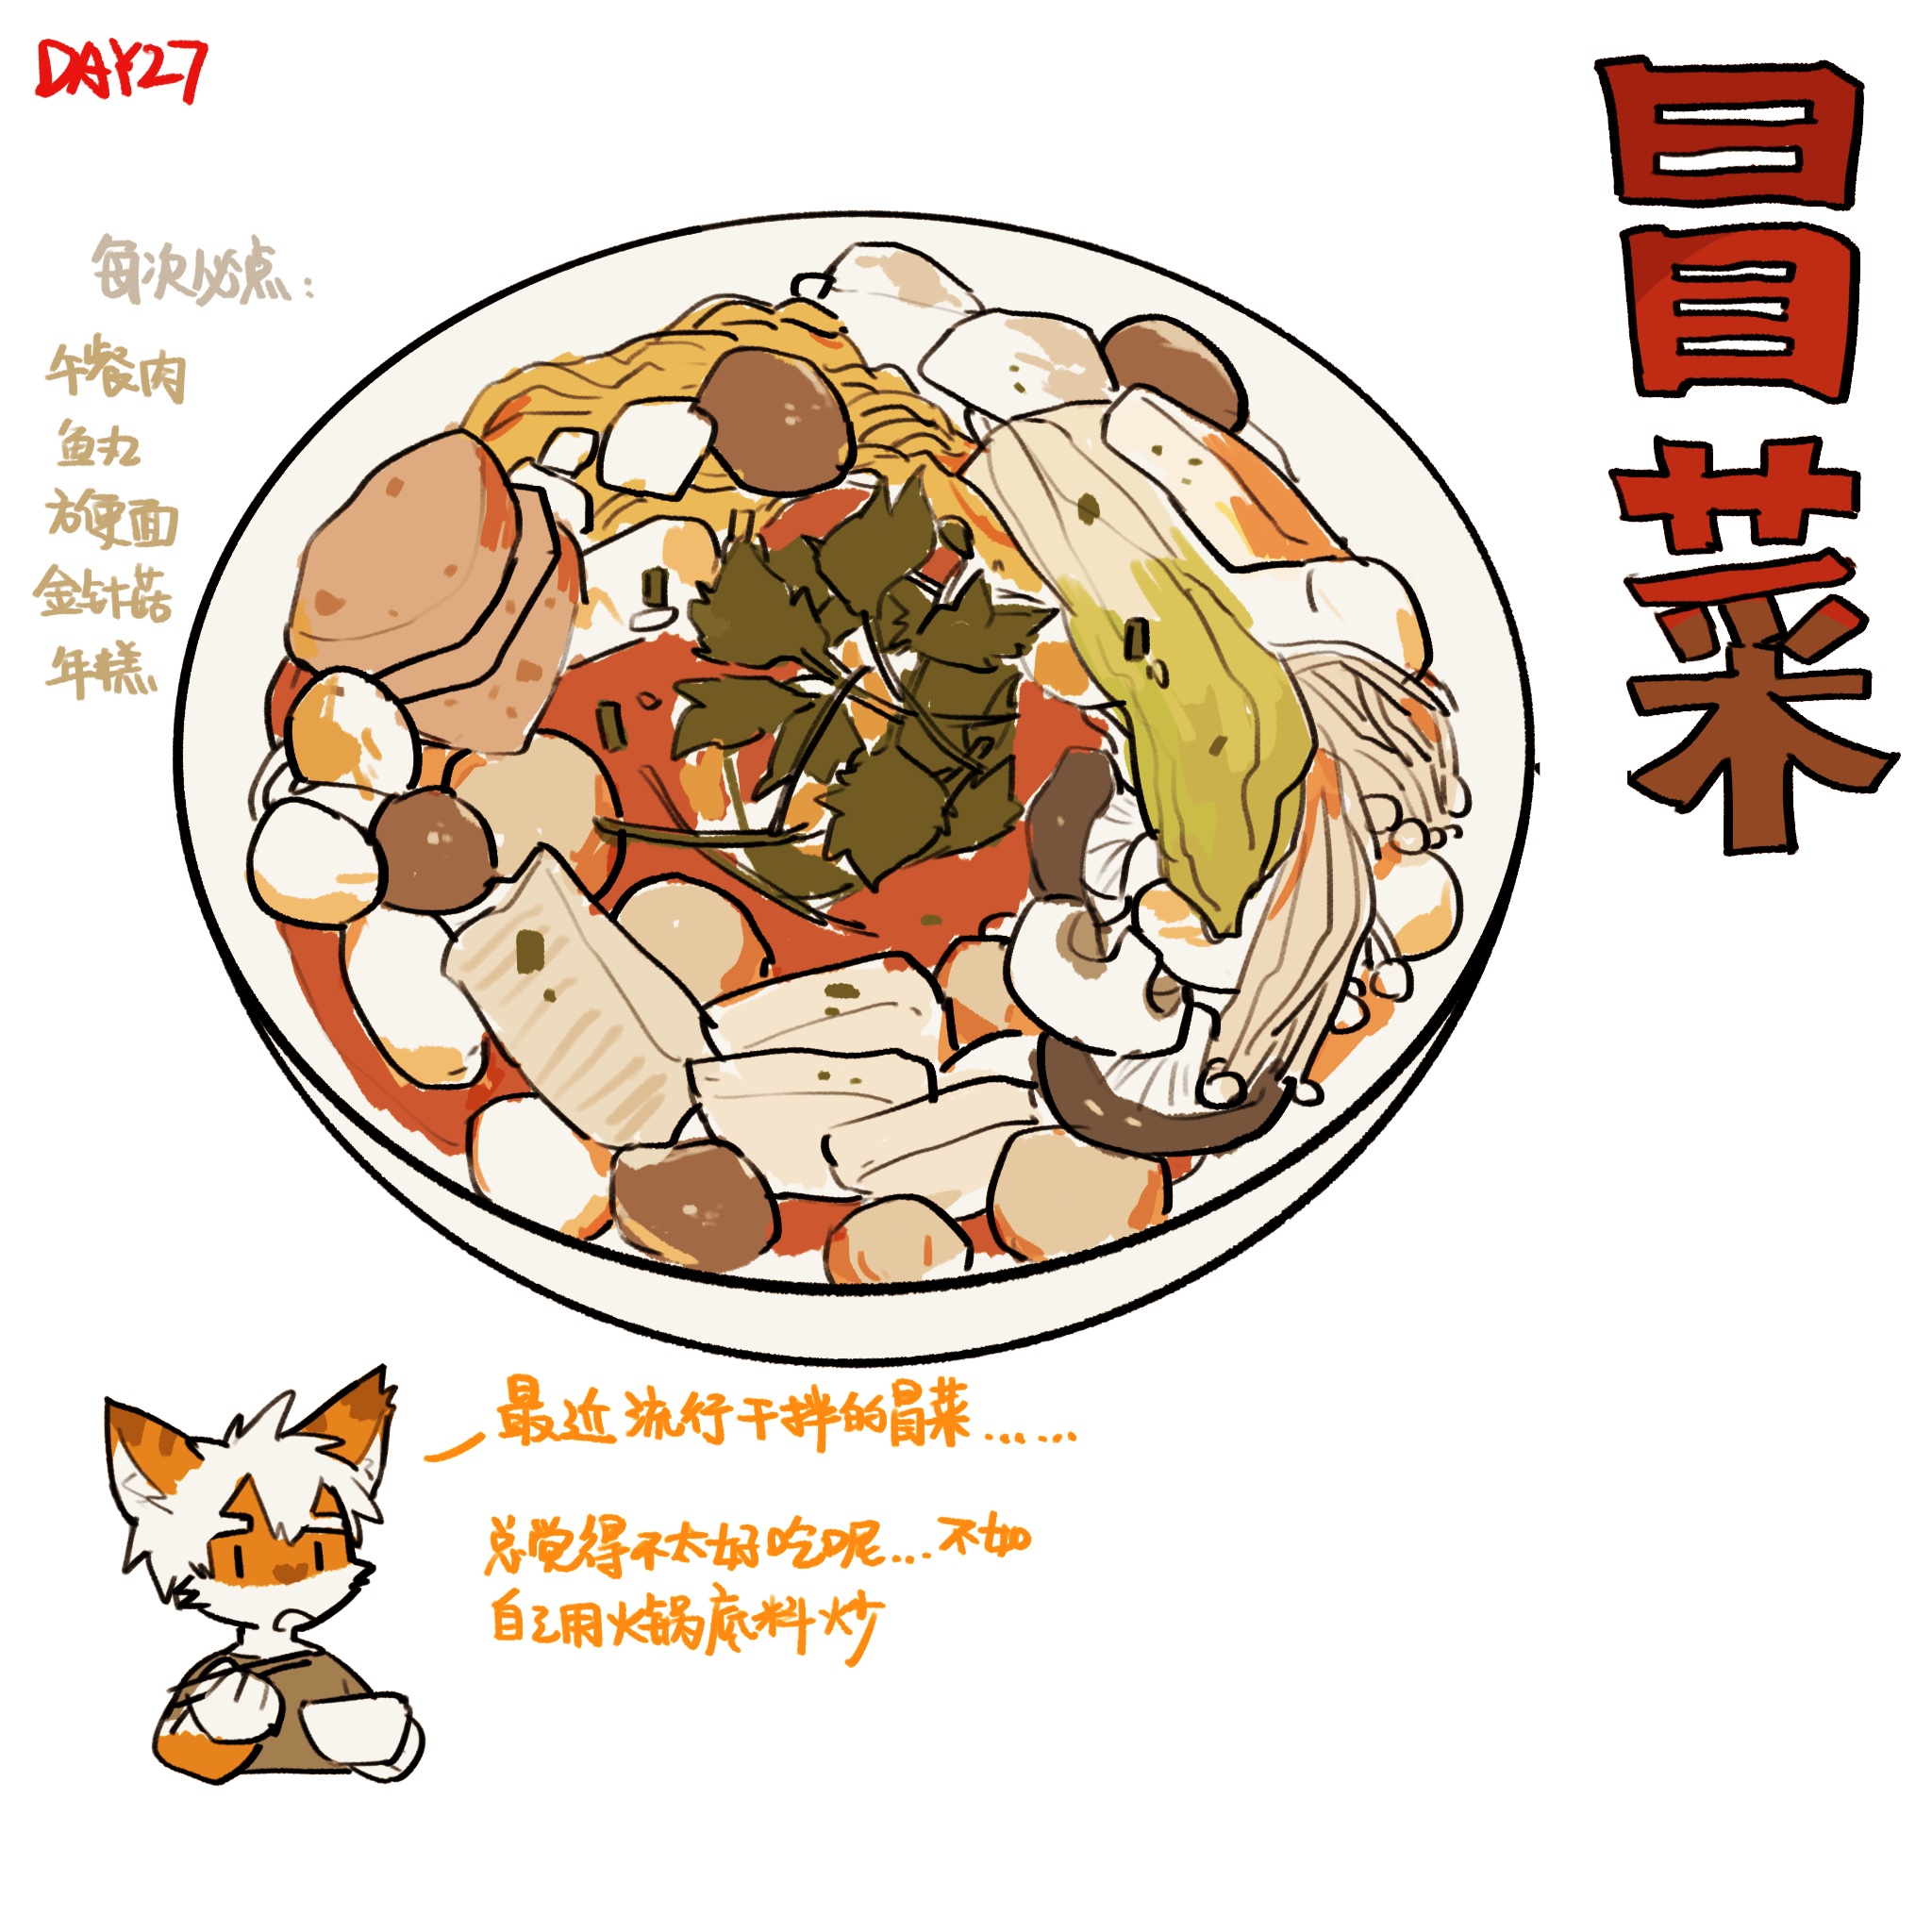 DAY27
冒菜
每次必点：
午餐肉
鱼丸
方便面
金针菇
年糕
最近流行干拌的冒菜……
总觉得不太好吃呢…不如
自己用火锅底料炒